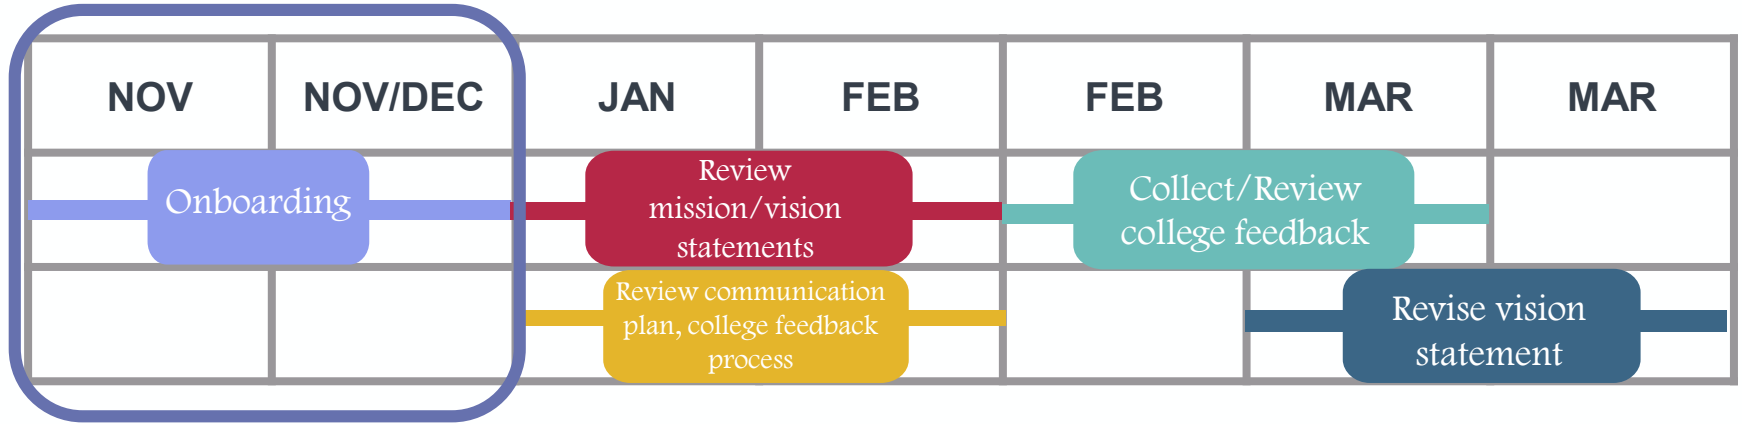 NOV NOV/DEC JAN FEB FEB MAR MAR
Onboarding
Review
mission/vision
statements
Collect/Review
college feedback
Review communication
plan, college feedback
process
Revise vision
statement